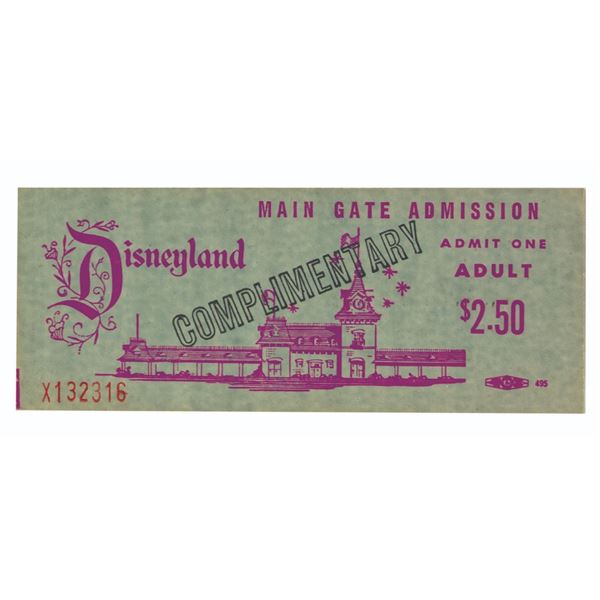 MAIN GATE ADMISSION
Disneyland
ADMIT ONE
ADULT
COMPLIMENTARY
$2.50
X132316
495